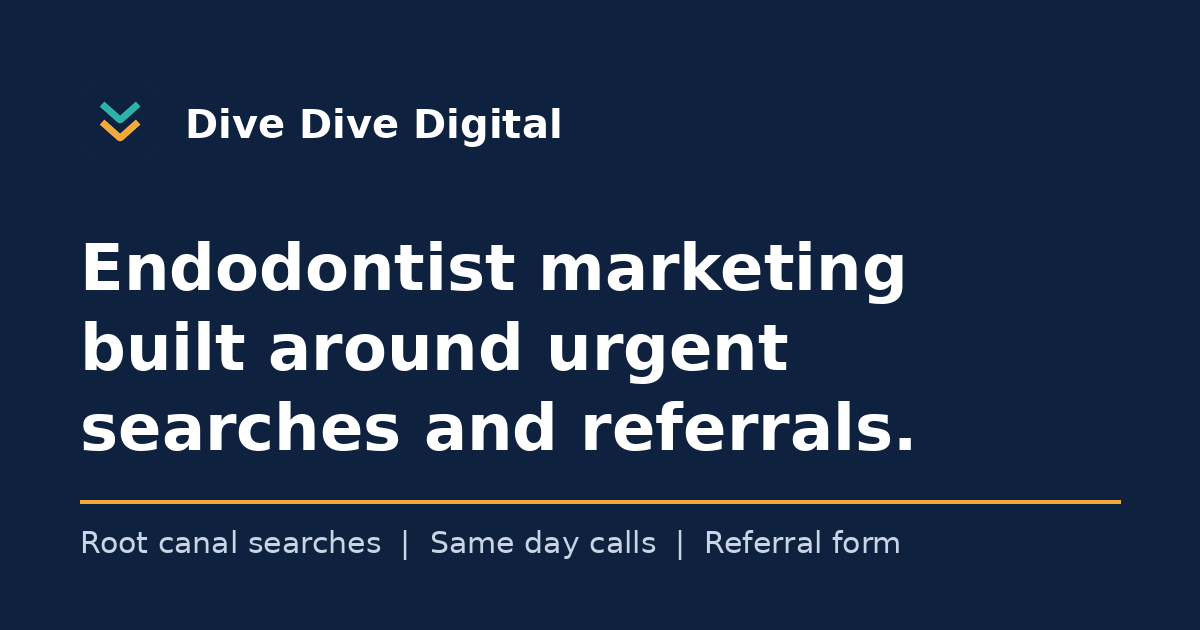 Dive Dive Digital
Endodontist marketing
built around urgent
searches and referrals.
Root canal searches | Same day calls | Referral form